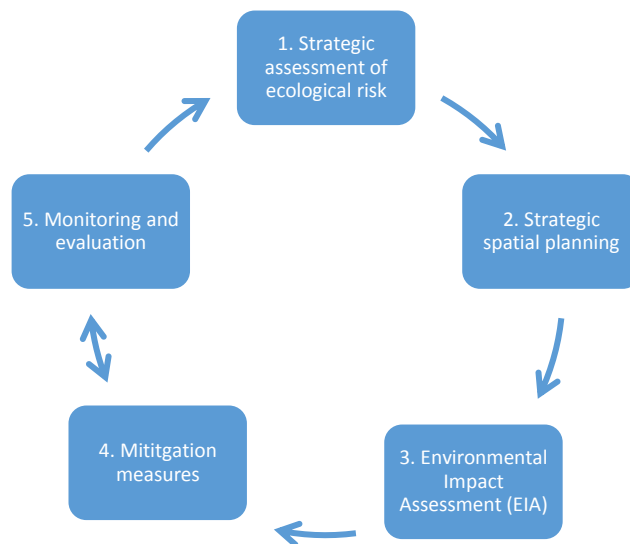 1. Strategic
assessment of
ecological risk
2. Strategic
spatial planning
3. Environmental
Impact
Assessment (EIA)
4. Mititgation
measures
5. Monitoring and
evaluation